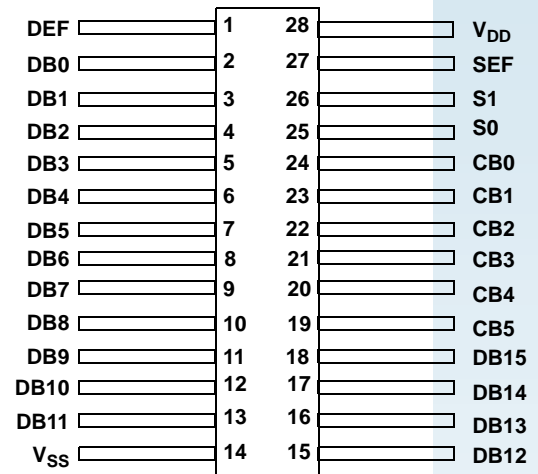 DEF 1 28 V_DD
DB0 2 27 SEF
DB1 3 26 S1
DB2 4 25 S0
DB3 5 24 CB0
DB4 6 23 CB1
DB5 7 22 CB2
DB6 8 21 CB3
DB7 9 20 CB4
DB8 10 19 CB5
DB9 11 18 DB15
DB10 12 17 DB14
DB11 13 16 DB13
V_SS 14 15 DB12